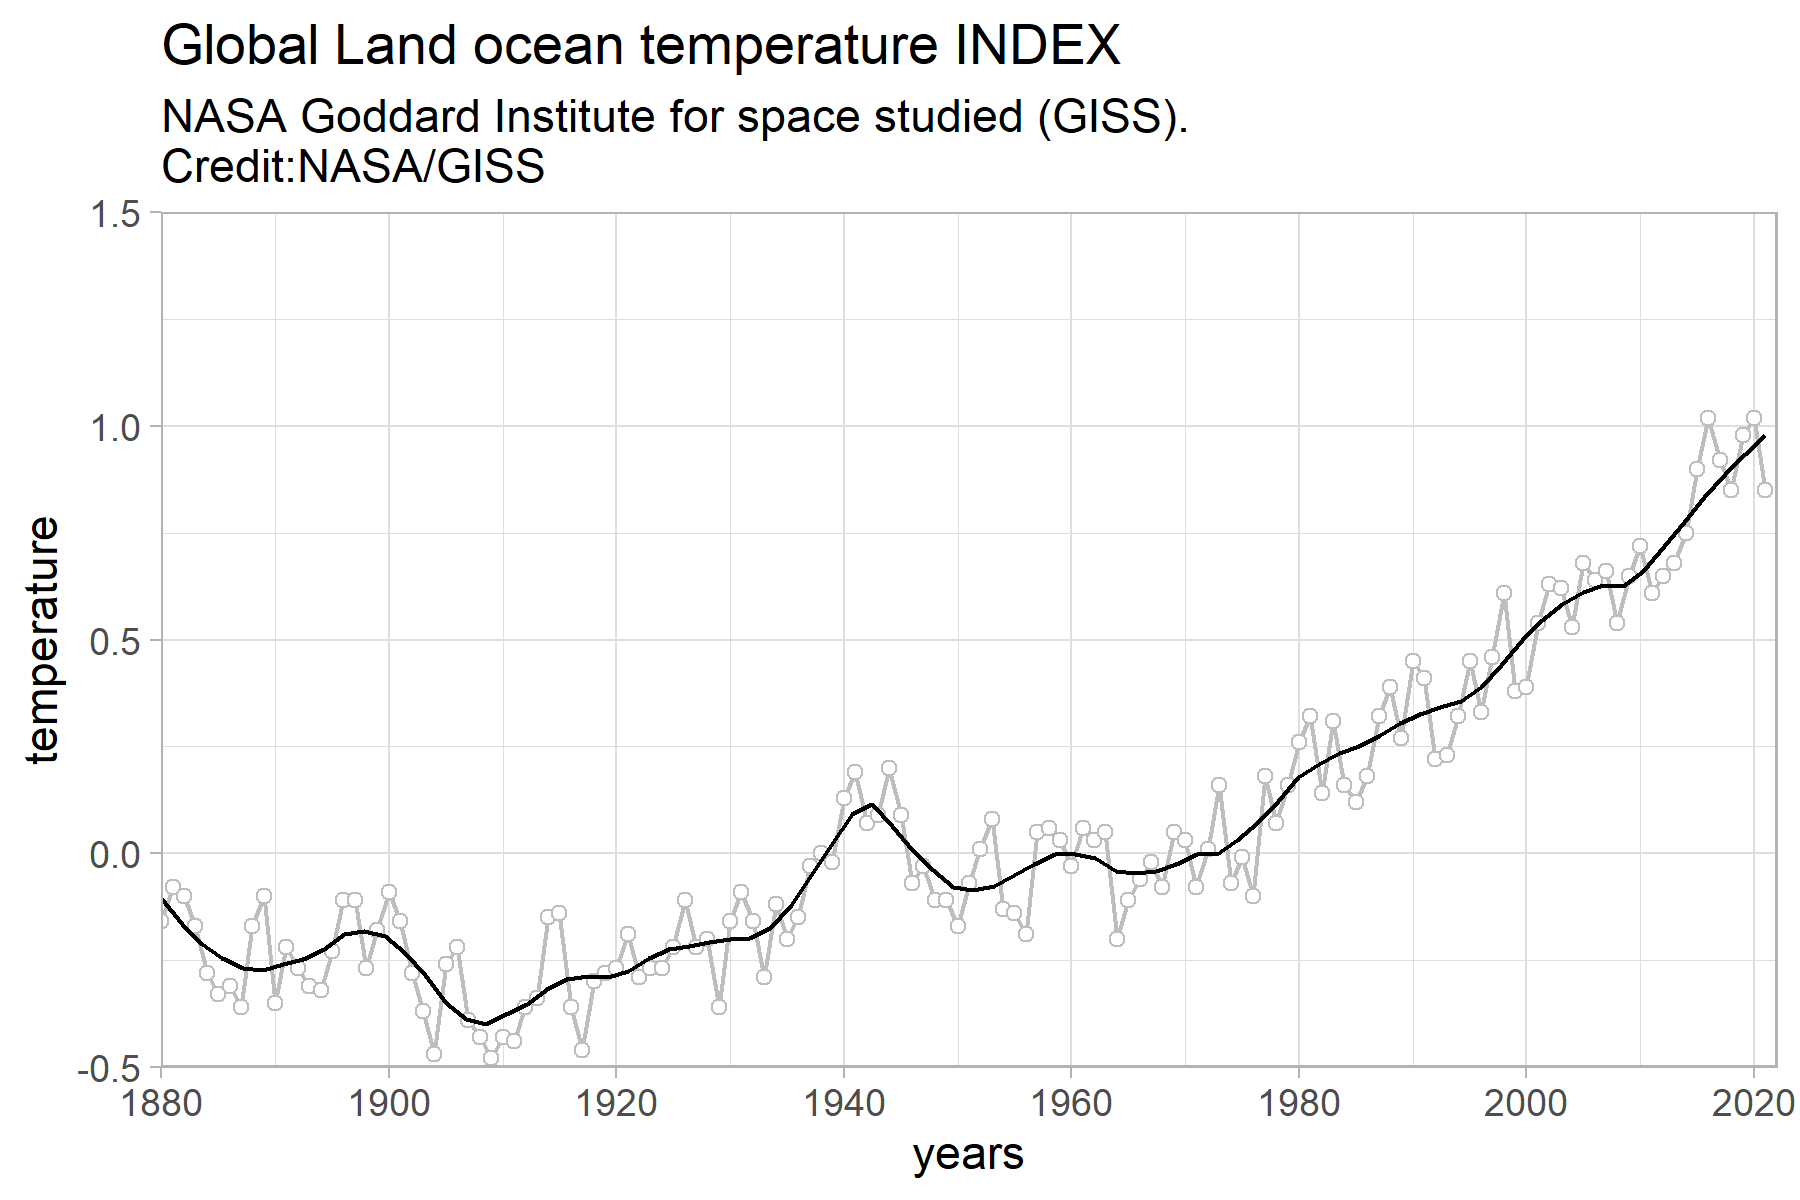 Global Land ocean temperature INDEX
NASA Goddard Institute for space studied (GISS).
Credit:NASA/GISS
1.5
1.0
0.5
0.0
-0.5
temperature
1880 1900 1920 1940 1960 1980 2000 2020
years